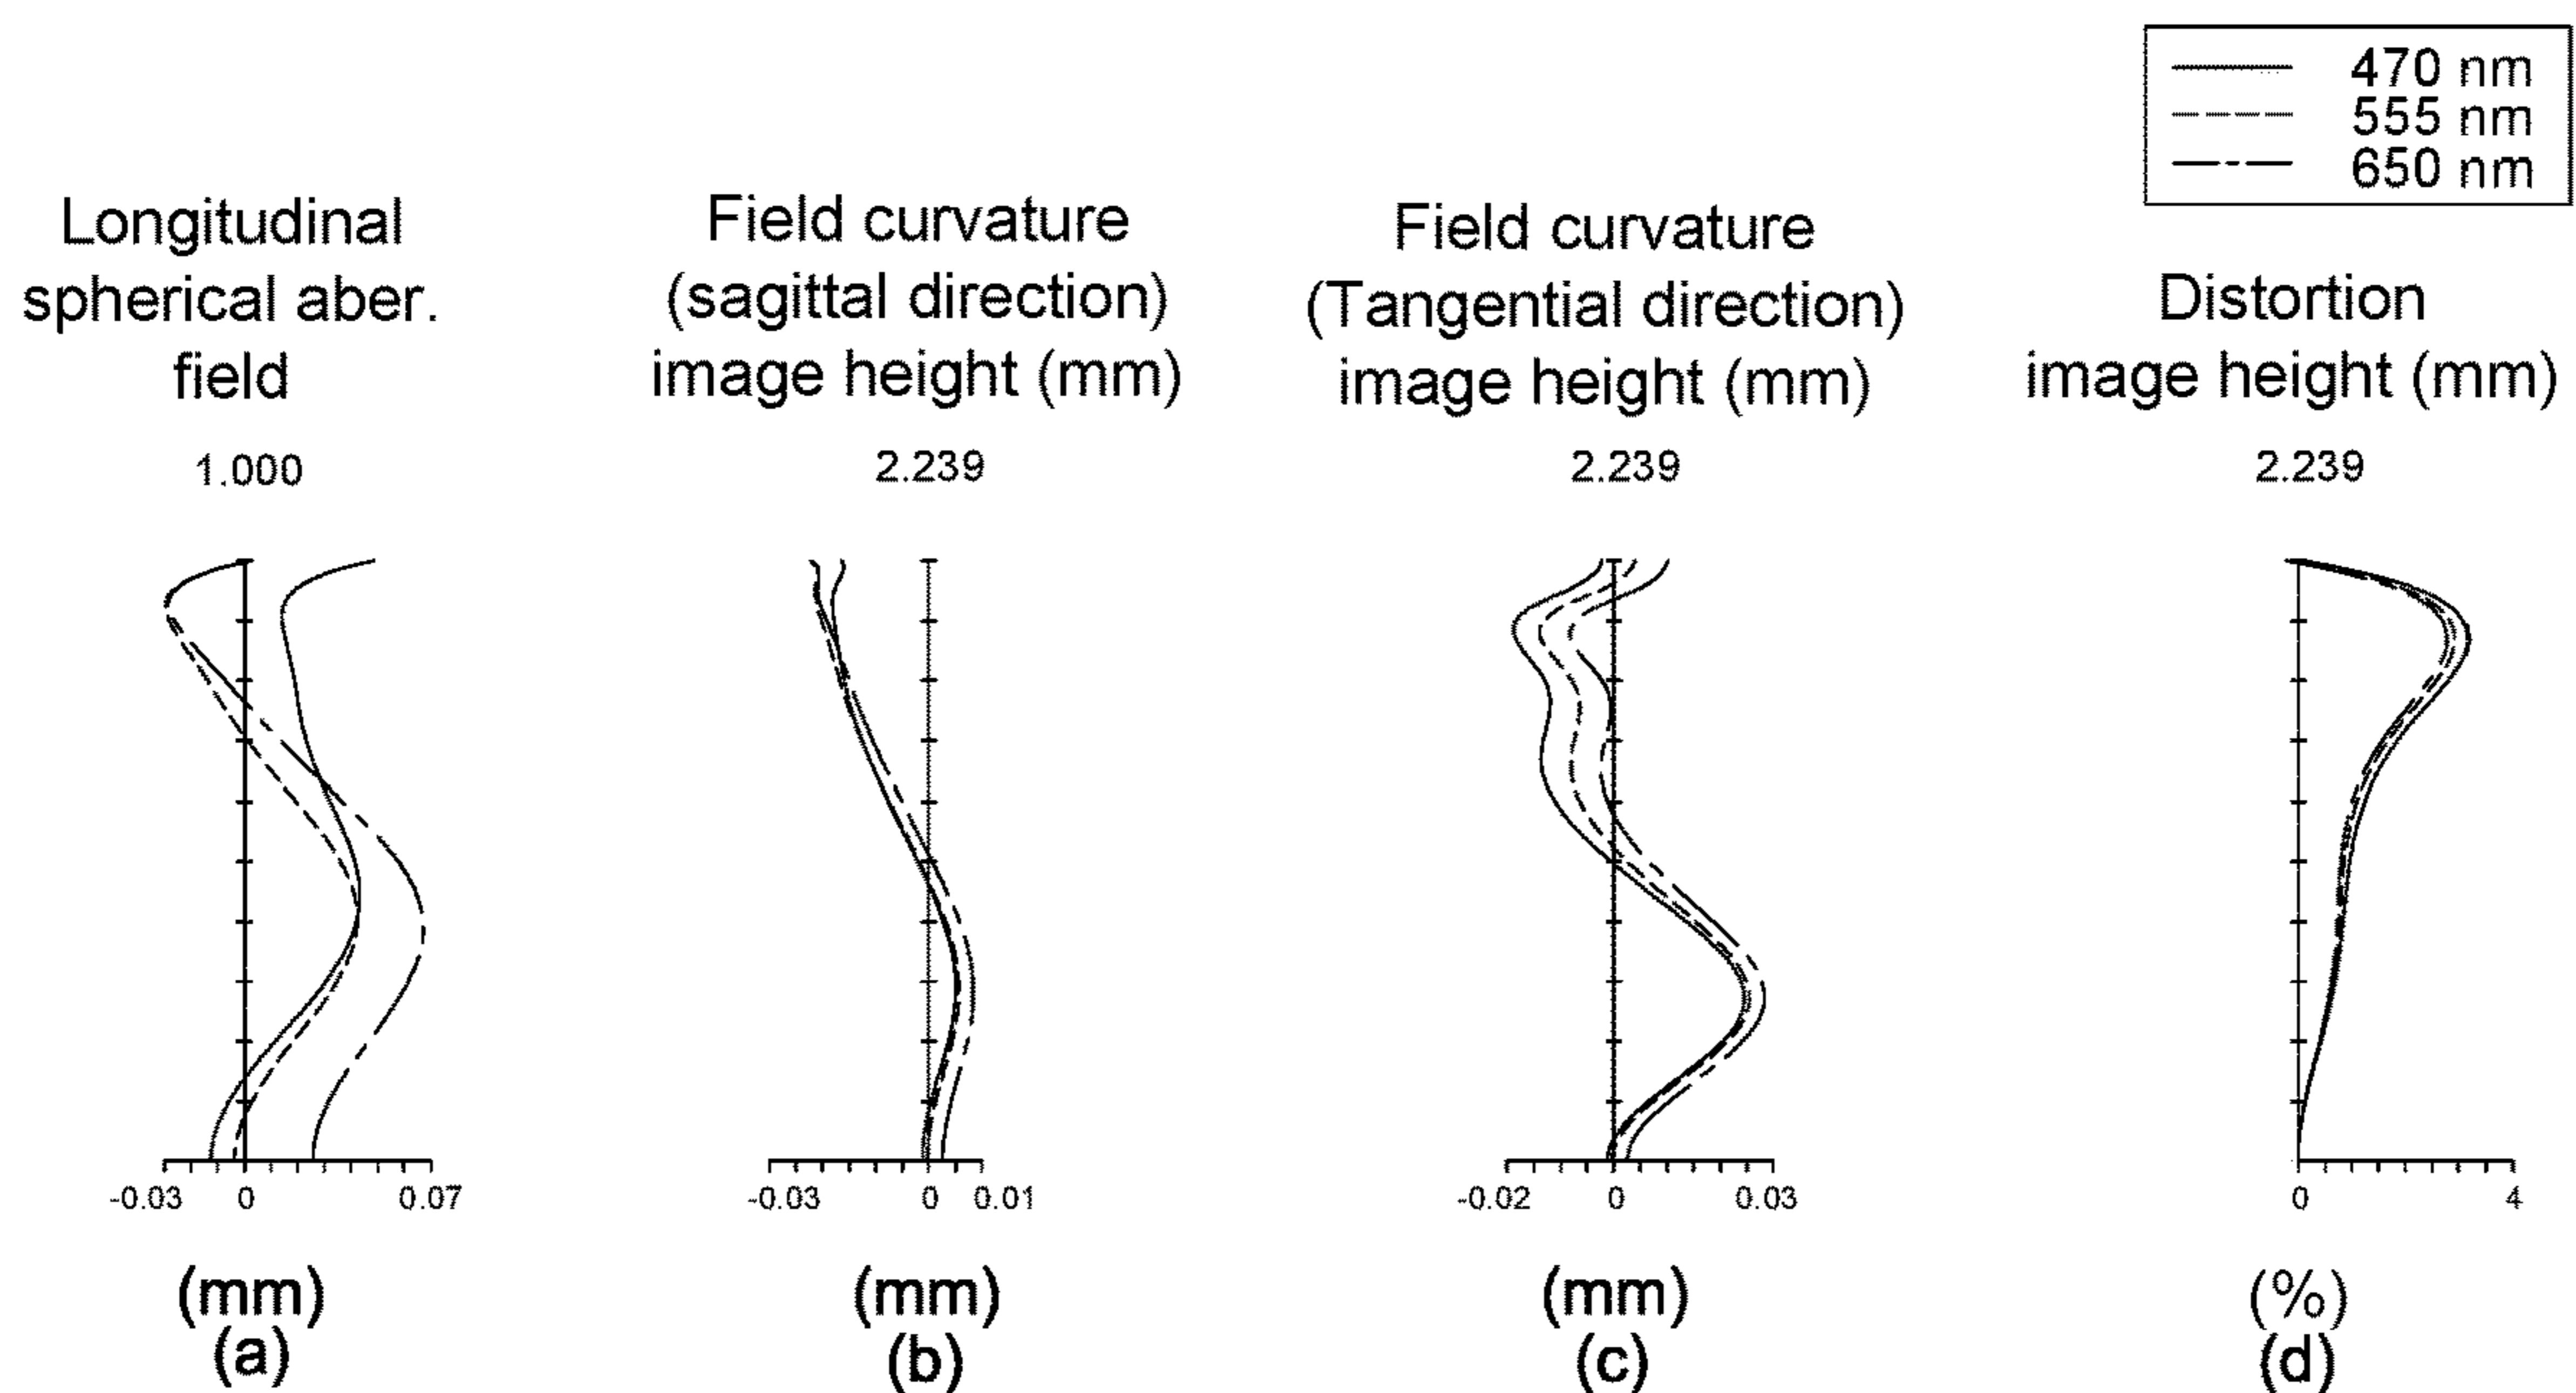 470 nm
555 nm
650 nm
Longitudinal
spherical aber.
field
1.000
-0.03 0 0.07
(mm)
(a)
Field curvature
(sagittal direction)
image height (mm)
2.239
-0.03 0 0.01
(mm)
(b)
Field curvature
(Tangential direction)
image height (mm)
2.239
-0.02 0 0.03
(mm)
(c)
Distortion
image height (mm)
2.239
0 4
(%)
(d)